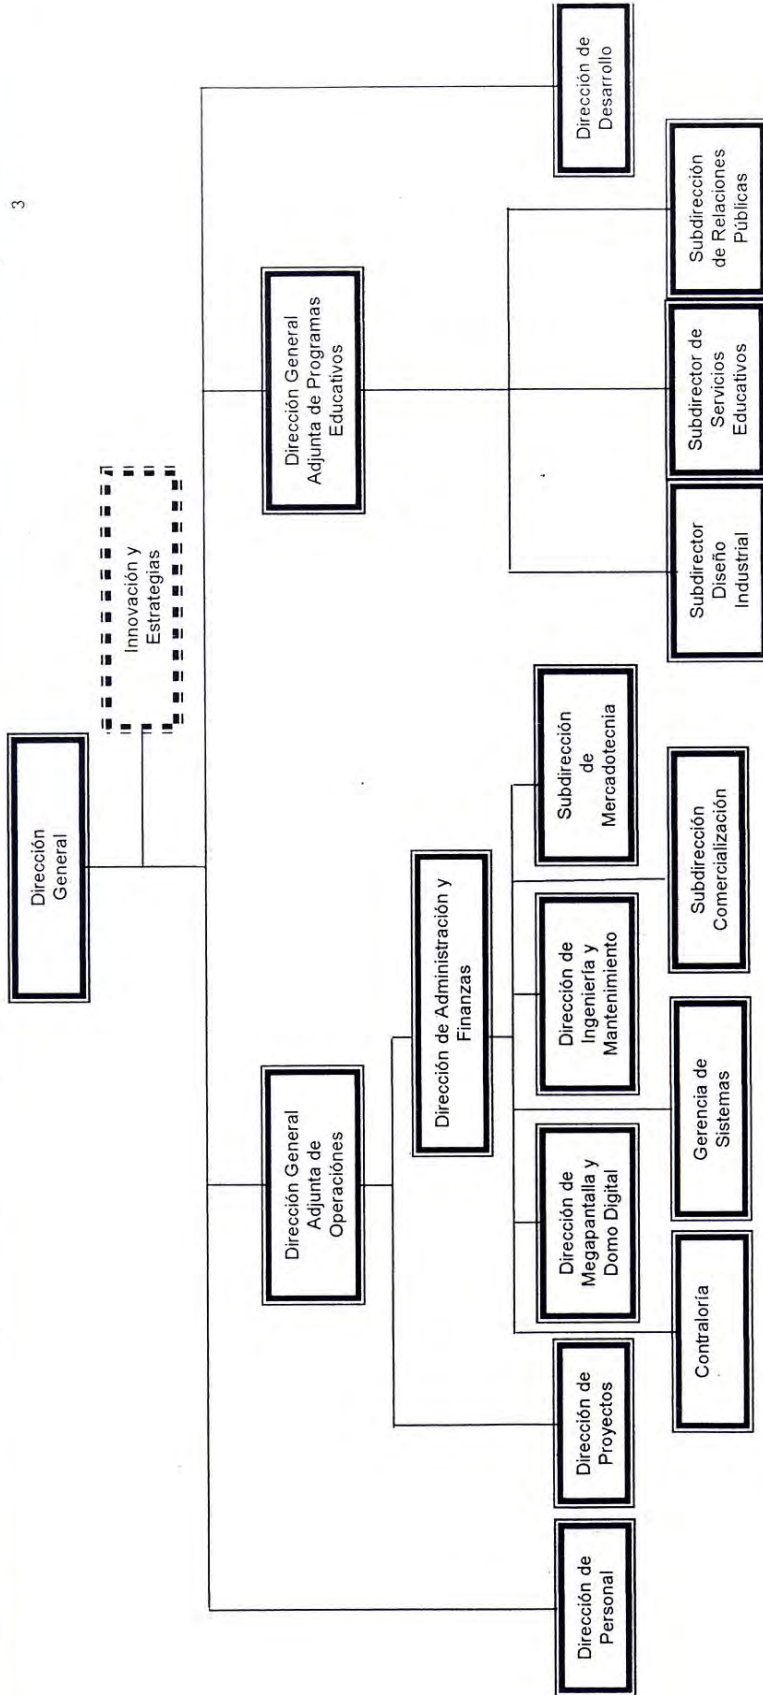 3
Dirección
General
Innovación y
Estrategias
Dirección General
Adjunta de
Operaciónes
Dirección General
Adjunta de Programas
Educativos
Dirección de Administración y
Finanzas
Dirección de
Personal
Dirección de
Proyectos
Dirección de
Megapantalla y
Domo Digital
Dirección de
Ingeniería y
Mantenimiento
Subdirección
de
Mercadotecnia
Dirección de
Desarrollo
Contraloría
Gerencia de
Sistemas
Subdirección
Comercialización
Subdirector
Diseño
Industrial
Subdirector de
Servicios
Educativos
Subdirección
de Relaciones
Públicas